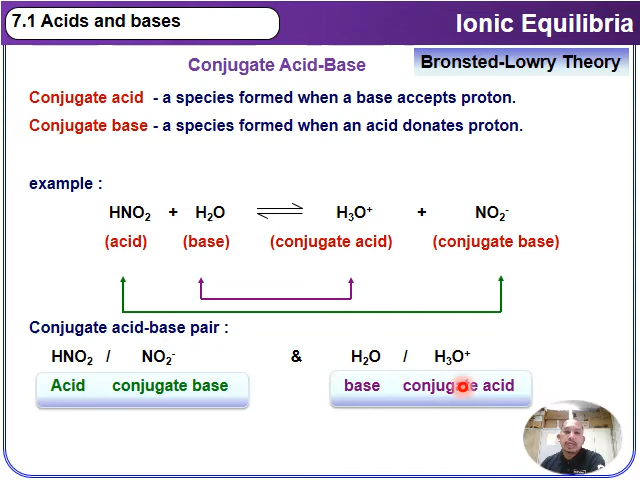 7.1 Acids and bases
Ionic Equilibria
Conjugate Acid-Base
Bronsted-Lowry Theory
Conjugate acid - a species formed when a base accepts proton.
Conjugate base - a species formed when an acid donates proton.
example :
HNO₂ + H₂O ⇌ H₃O⁺ + NO₂⁻
(acid) (base) (conjugate acid) (conjugate base)
Conjugate acid-base pair :
HNO₂ / NO₂⁻ & H₂O / H₃O⁺
Acid conjugate base base conjugate acid